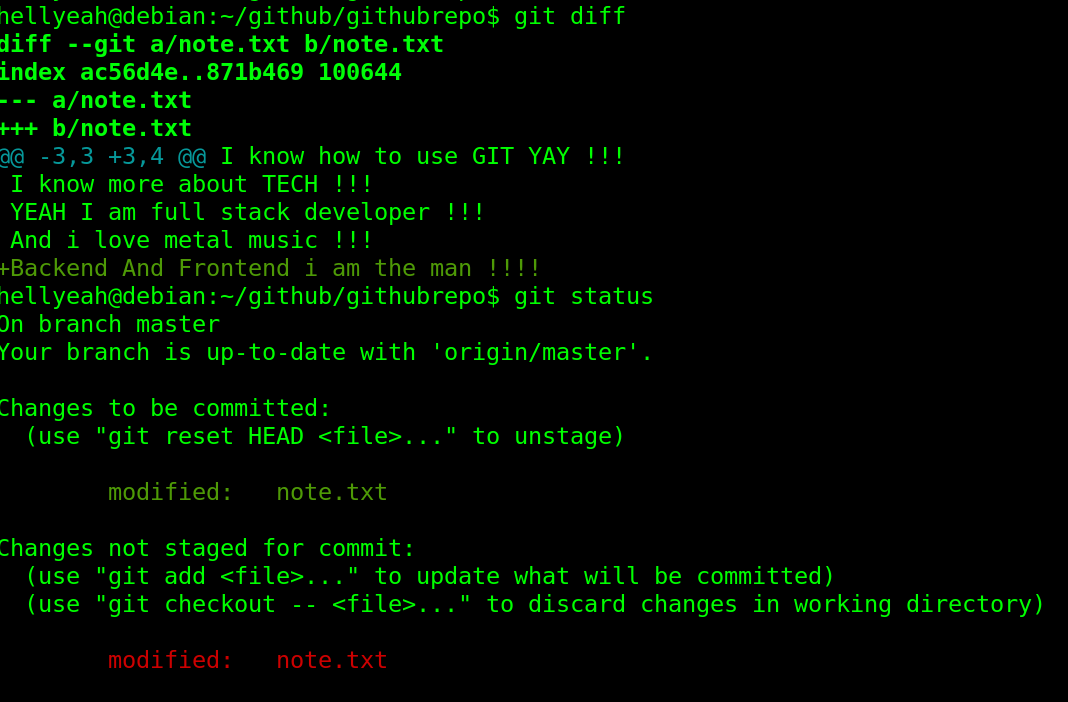 hellyeah@debian:~/github/githubrepo$ git diff
diff --git a/note.txt b/note.txt
index ac56d4e..871b469 100644
--- a/note.txt
+++ b/note.txt
@@ -3,3 +3,4 @@ I know how to use GIT YAY !!!
 I know more about TECH !!!
 YEAH I am full stack developer !!!
 And i love metal music !!!
+Backend And Frontend i am the man !!!!
hellyeah@debian:~/github/githubrepo$ git status
On branch master
Your branch is up-to-date with 'origin/master'.

Changes to be committed:
  (use "git reset HEAD <file>..." to unstage)

        modified:   note.txt

Changes not staged for commit:
  (use "git add <file>..." to update what will be committed)
  (use "git checkout -- <file>..." to discard changes in working directory)

        modified:   note.txt